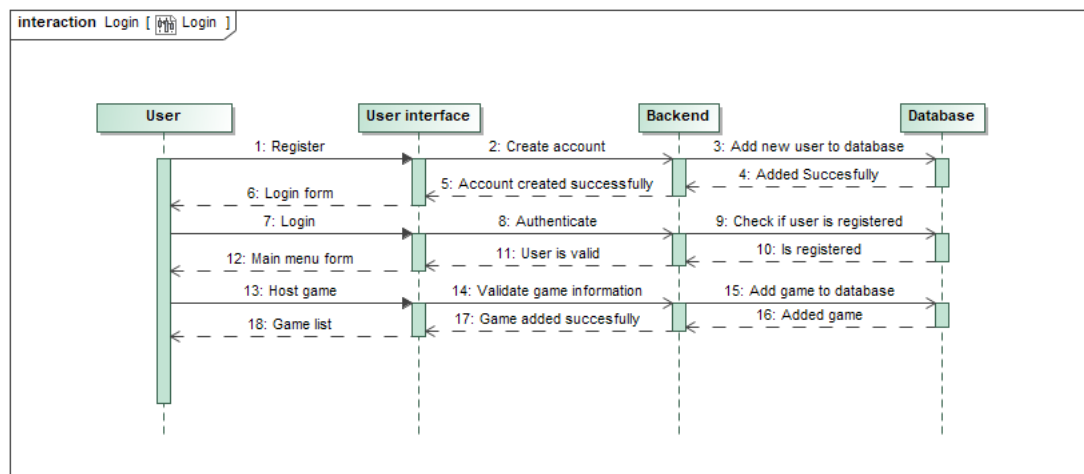 interaction Login [ Login ]
User
User interface
Backend
Database
1: Register
2: Create account
3: Add new user to database
4: Added Succesfully
5: Account created successfully
6: Login form
7: Login
8: Authenticate
9: Check if user is registered
10: Is registered
11: User is valid
12: Main menu form
13: Host game
14: Validate game information
15: Add game to database
16: Added game
17: Game added succesfully
18: Game list